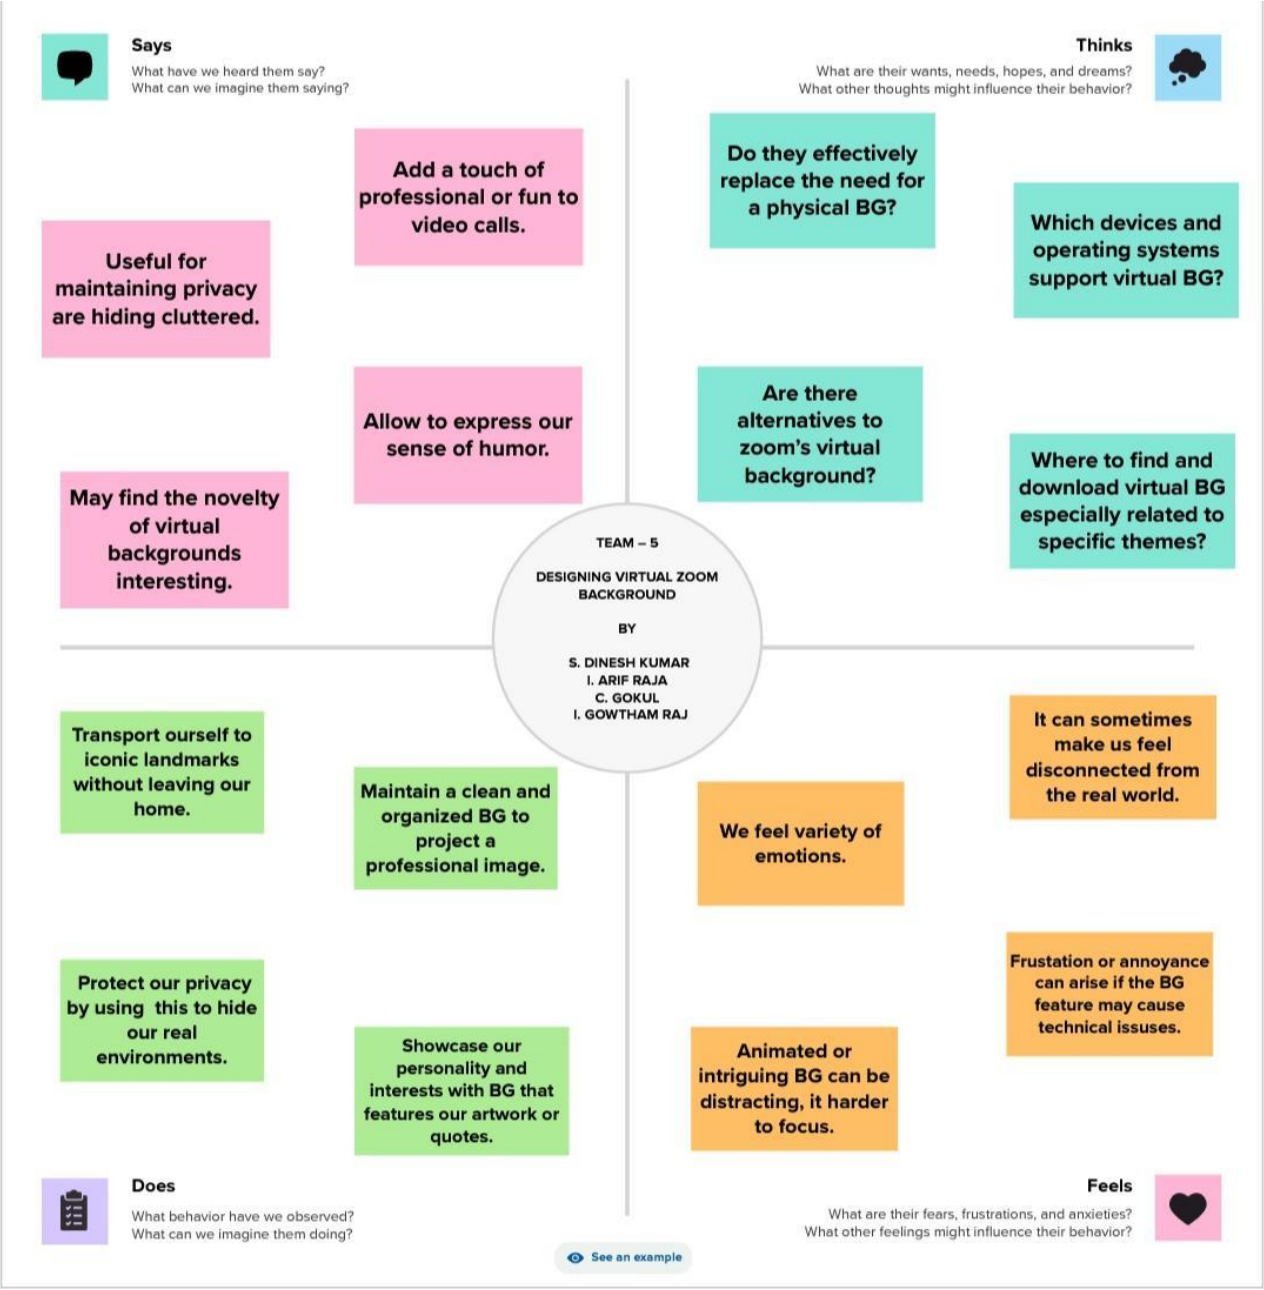 Says
What have we heard them say?
What can we imagine them saying?
Add a touch of
professional or fun to
video calls.
Useful for
maintaining privacy
are hiding cluttered.
Allow to express our
sense of humor.
May find the novelty
of virtual
backgrounds
interesting.
Thinks
What are their wants, needs, hopes, and dreams?
What other thoughts might influence their behavior?
Do they effectively
replace the need for
a physical BG?
Which devices and
operating systems
support virtual BG?
Are there
alternatives to
zoom's virtual
background?
Where to find and
download virtual BG
especially related to
specific themes?
TEAM – 5
DESIGNING VIRTUAL ZOOM
BACKGROUND
BY
S. DINESH KUMAR
I. ARIF RAJA
C. GOKUL
I. GOWTHAM RAJ
Transport ourself to
iconic landmarks
without leaving our
home.
Maintain a clean and
organized BG to
project a
professional image.
Protect our privacy
by using  this to hide
our real
environments.
Showcase our
personality and
interests with BG that
features our artwork or
quotes.
Does
What behavior have we observed?
What can we imagine them doing?
It can sometimes
make us feel
disconnected from
the real world.
We feel variety of
emotions.
Frustation or annoyance
can arise if the BG
feature may cause
technical issuses.
Animated or
intriguing BG can be
distracting, it harder
to focus.
Feels
What are their fears, frustrations, and anxieties?
What other feelings might influence their behavior?
See an example